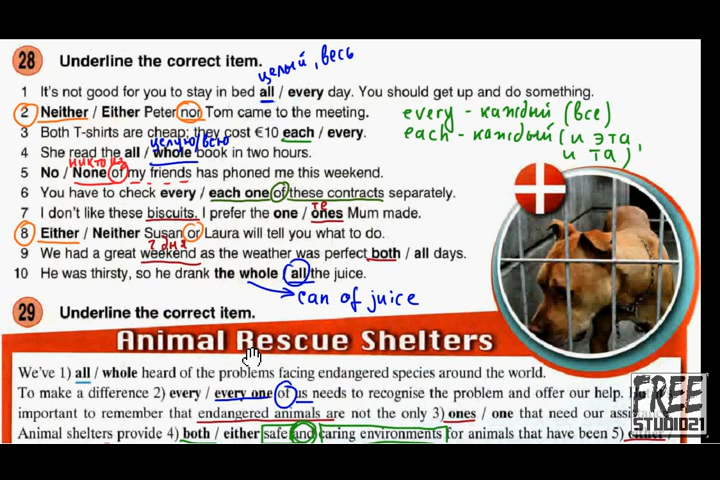 28 Underline the correct item.
целый, весь
1 It's not good for you to stay in bed all / every day. You should get up and do something.
2 Neither / Either Peter nor Tom came to the meeting.
every - каждый (все)
3 Both T-shirts are cheap; they cost €10 each / every.
each - каждый (и эта,
и та)
целую/всю
4 She read the all / whole book in two hours.
никто из
5 No / None of my friends has phoned me this weekend.
6 You have to check every / each one of these contracts separately.
те
7 I don't like these biscuits. I prefer the one / ones Mum made.
8 Either / Neither Susan or Laura will tell you what to do.
2 дня
9 We had a great weekend as the weather was perfect both / all days.
10 He was thirsty, so he drank the whole / all the juice.
can of juice
29 Underline the correct item.
Animal Rescue Shelters
We've 1) all / whole heard of the problems facing endangered species around the world.
To make a difference 2) every / every one of us needs to recognise the problem and offer our help. It is
important to remember that endangered animals are not the only 3) ones / one that need our assis
Animal shelters provide 4) both / either safe and caring environments for animals that have been 5) either /
FREE
STUDIO21